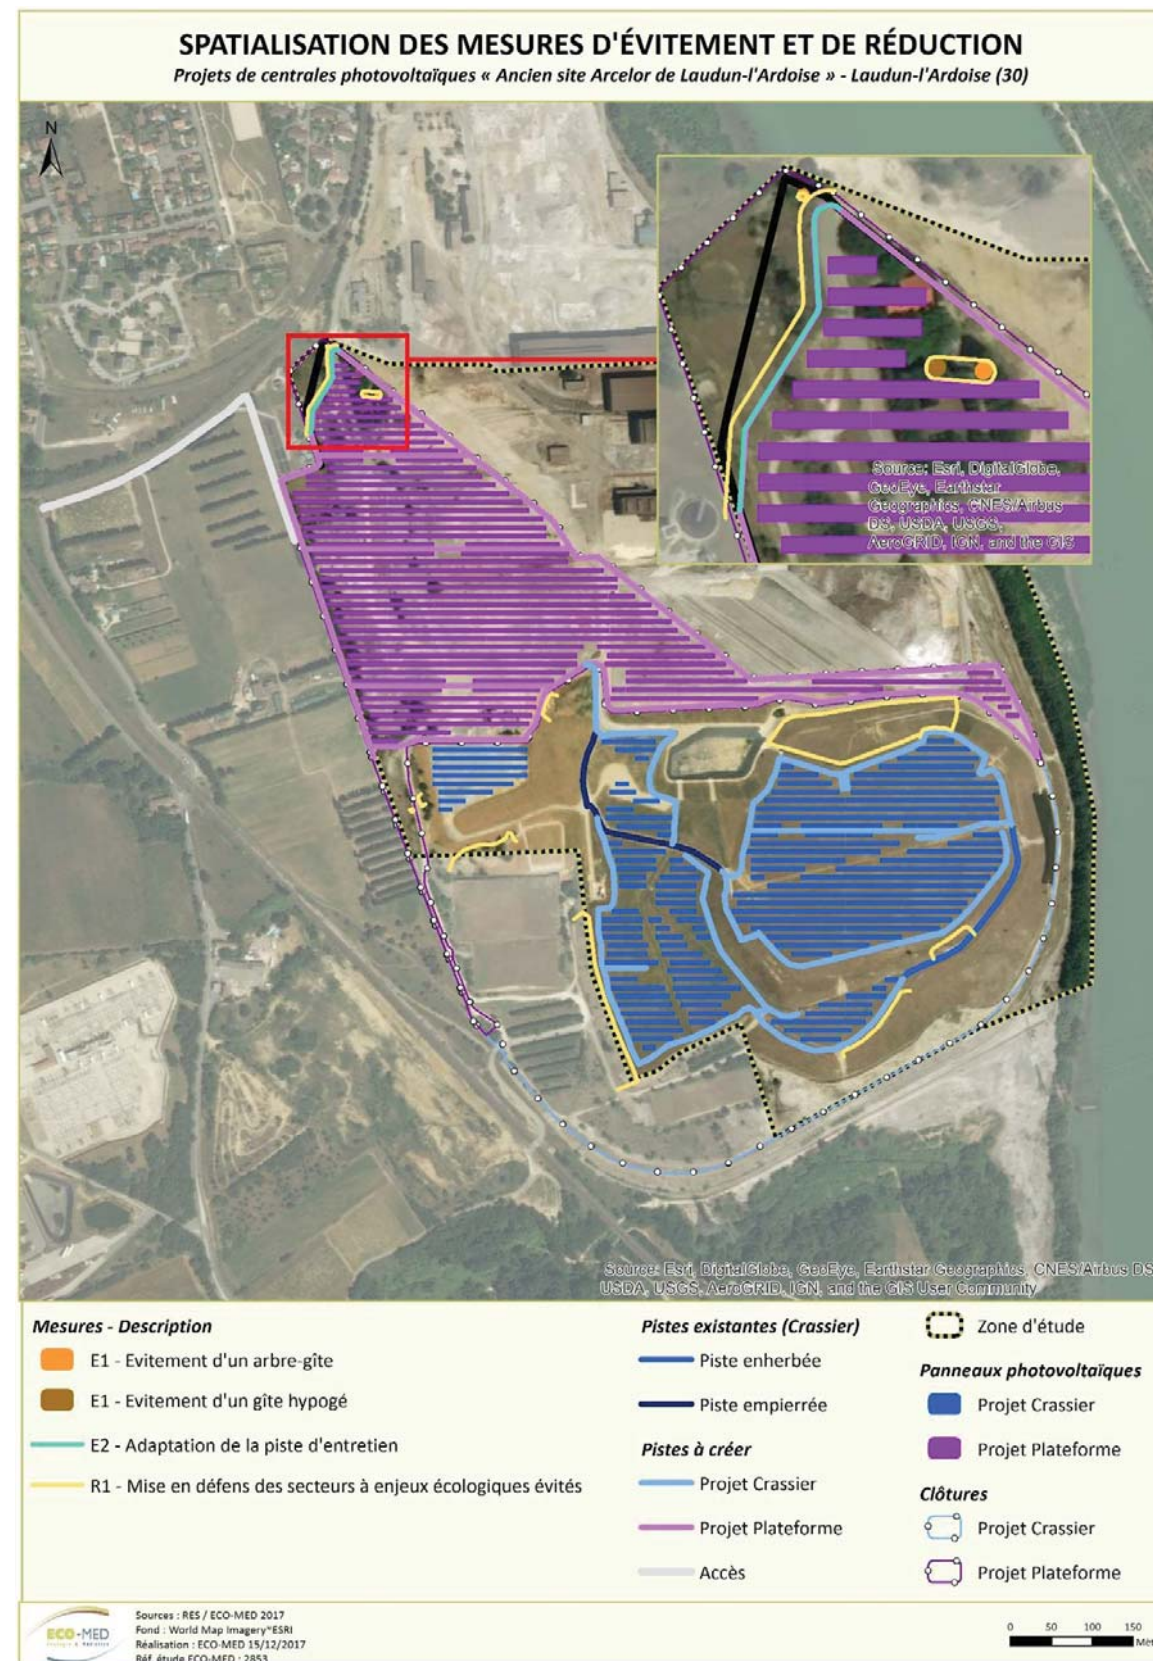 SPATIALISATION DES MESURES D'ÉVITEMENT ET DE RÉDUCTION
Projets de centrales photovoltaïques « Ancien site Arcelor de Laudun-l'Ardoise » - Laudun-l'Ardoise (30)
N
Source: Esri, DigitalGlobe,
GeoEye, Earthstar
Geographics, CNES/Airbus
DS, USDA, USGS,
AeroGRID, IGN, and the GIS
Source: Esri, DigitalGlobe, GeoEye, Earthstar Geographics, CNES/Airbus DS
USDA, USGS, AeroGRID, IGN, and the GIS User Community
Mesures - Description
E1 - Evitement d'un arbre-gîte
E1 - Evitement d'un gîte hypogé
E2 - Adaptation de la piste d'entretien
R1 - Mise en défens des secteurs à enjeux écologiques évités
Pistes existantes (Crassier)
Piste enherbée
Piste empierrée
Pistes à créer
Projet Crassier
Projet Plateforme
Accès
Zone d'étude
Panneaux photovoltaïques
Projet Crassier
Projet Plateforme
Clôtures
Projet Crassier
Projet Plateforme
ECO-MED
Sources : RES / ECO-MED 2017
Fond : World Map Imagery°ESRI
Réalisation : ECO-MED 15/12/2017
Réf. étude ECO-MED : 2853
0 50 100 150